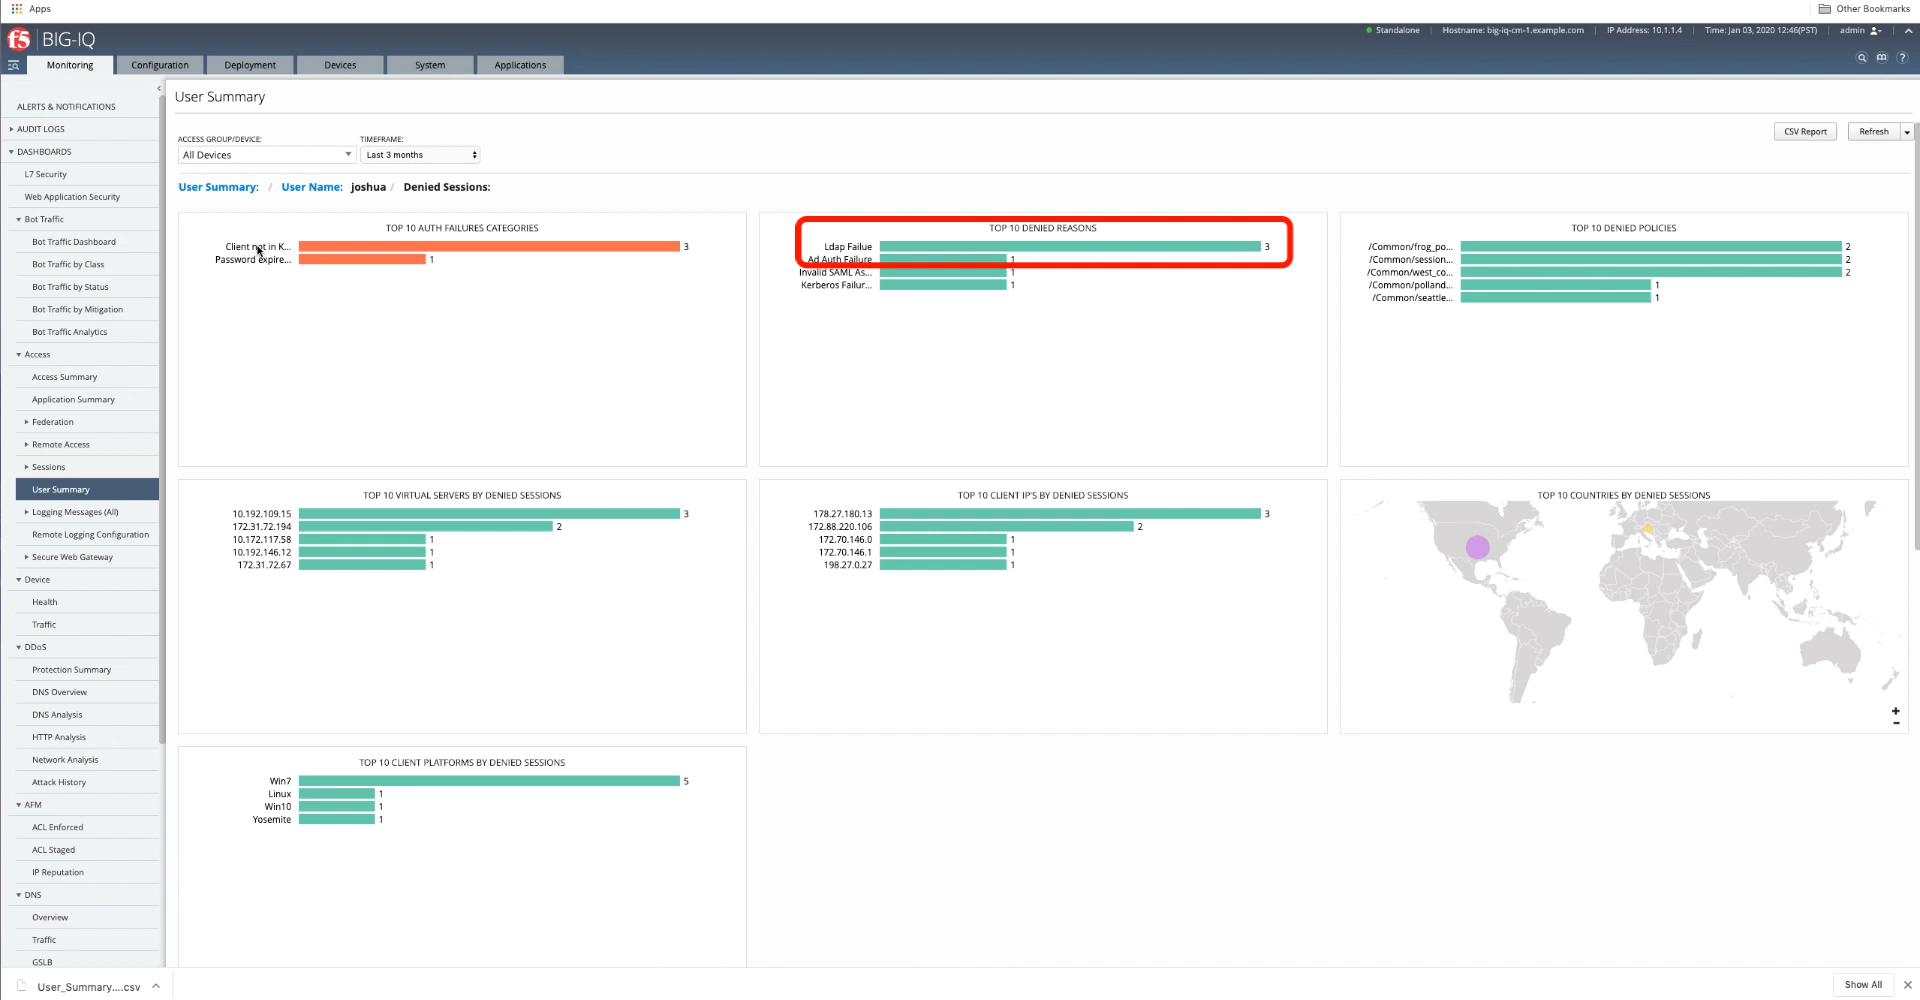 Apps
Other Bookmarks
f5 BIG-IQ
Standalone
Hostname: big-iq-cm-1.example.com
IP Address: 10.1.1.4
Time: Jan 03, 2020 12:46(PST)
admin
Monitoring
Configuration
Deployment
Devices
System
Applications
ALERTS & NOTIFICATIONS
AUDIT LOGS
DASHBOARDS
L7 Security
Web Application Security
Bot Traffic
Bot Traffic Dashboard
Bot Traffic by Class
Bot Traffic by Status
Bot Traffic by Mitigation
Bot Traffic Analytics
Access
Access Summary
Application Summary
Federation
Remote Access
Sessions
User Summary
Logging Messages (All)
Remote Logging Configuration
Secure Web Gateway
Device
Health
Traffic
DDoS
Protection Summary
DNS Overview
DNS Analysis
HTTP Analysis
Network Analysis
Attack History
AFM
ACL Enforced
ACL Staged
IP Reputation
DNS
Overview
Traffic
GSLB
User Summary
ACCESS GROUP/DEVICE:
All Devices
TIMEFRAME:
Last 3 months
CSV Report
Refresh
User Summary: / User Name: joshua / Denied Sessions:
TOP 10 AUTH FAILURES CATEGORIES
Client not in K... 3
Password expire... 1
TOP 10 DENIED REASONS
Ldap Failue 3
Ad Auth Failure 1
Invalid SAML As... 1
Kerberos Failur... 1
TOP 10 DENIED POLICIES
/Common/frog_po... 2
/Common/session... 2
/Common/west_co... 2
/Common/polland... 1
/Common/seattle... 1
TOP 10 VIRTUAL SERVERS BY DENIED SESSIONS
10.192.109.15 3
172.31.72.194 2
10.172.117.58 1
10.192.146.12 1
172.31.72.67 1
TOP 10 CLIENT IP'S BY DENIED SESSIONS
178.27.180.13 3
172.88.220.106 2
172.70.146.0 1
172.70.146.1 1
198.27.0.27 1
TOP 10 COUNTRIES BY DENIED SESSIONS
+
-
TOP 10 CLIENT PLATFORMS BY DENIED SESSIONS
Win7 5
Linux 1
Win10 1
Yosemite 1
User_Summary....csv
Show All